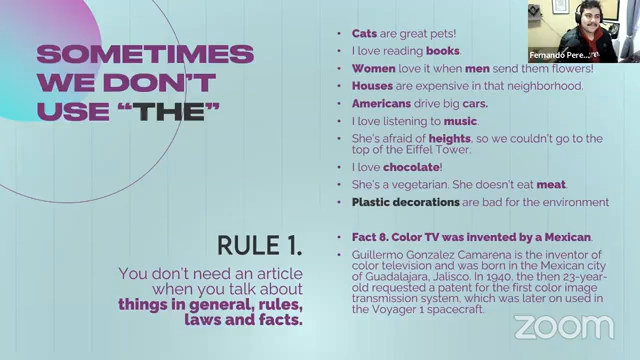 SOMETIMES
WE DON'T
USE "THE"
RULE 1.
You don't need an article
when you talk about
things in general, rules,
laws and facts.
• Cats are great pets!
• I love reading books.
• Women love it when men send them flowers!
• Houses are expensive in that neighborhood.
• Americans drive big cars.
• I love listening to music.
• She's afraid of heights, so we couldn't go to the
top of the Eiffel Tower.
• I love chocolate!
• She's a vegetarian. She doesn't eat meat.
• Plastic decorations are bad for the environment
• Fact 8. Color TV was invented by a Mexican.
• Guillermo Gonzalez Camarena is the inventor of
color television and was born in the Mexican city
of Guadalajara, Jalisco. In 1940, the then 23-year-
old requested a patent for the first color image
transmission system, which was later on used in
the Voyager 1 spacecraft.
Fernando Pere...
zoom